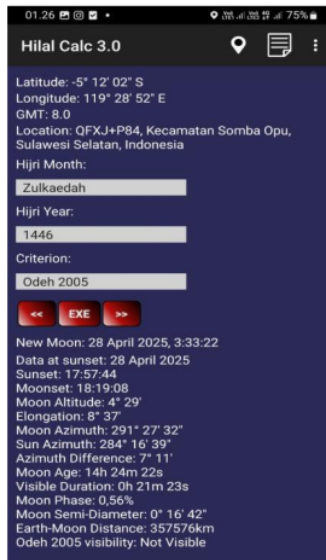 01.26
75%
Hilal Calc 3.0
Latitude: -5° 12' 02" S
Longitude: 119° 28' 52" E
GMT: 8.0
Location: QFXJ+P84, Kecamatan Somba Opu,
Sulawesi Selatan, Indonesia
Hijri Month:
Zulkaedah
Hijri Year:
1446
Criterion:
Odeh 2005
<< EXE >>
New Moon: 28 April 2025, 3:33:22
Data at sunset: 28 April 2025
Sunset: 17:57:44
Moonset: 18:19:08
Moon Altitude: 4° 29'
Elongation: 8° 37'
Moon Azimuth: 291° 27' 32"
Sun Azimuth: 284° 16' 39"
Azimuth Difference: 7° 11'
Moon Age: 14h 24m 22s
Visible Duration: 0h 21m 23s
Moon Phase: 0,56%
Moon Semi-Diameter: 0° 16' 42"
Earth-Moon Distance: 357576km
Odeh 2005 visibility: Not Visible